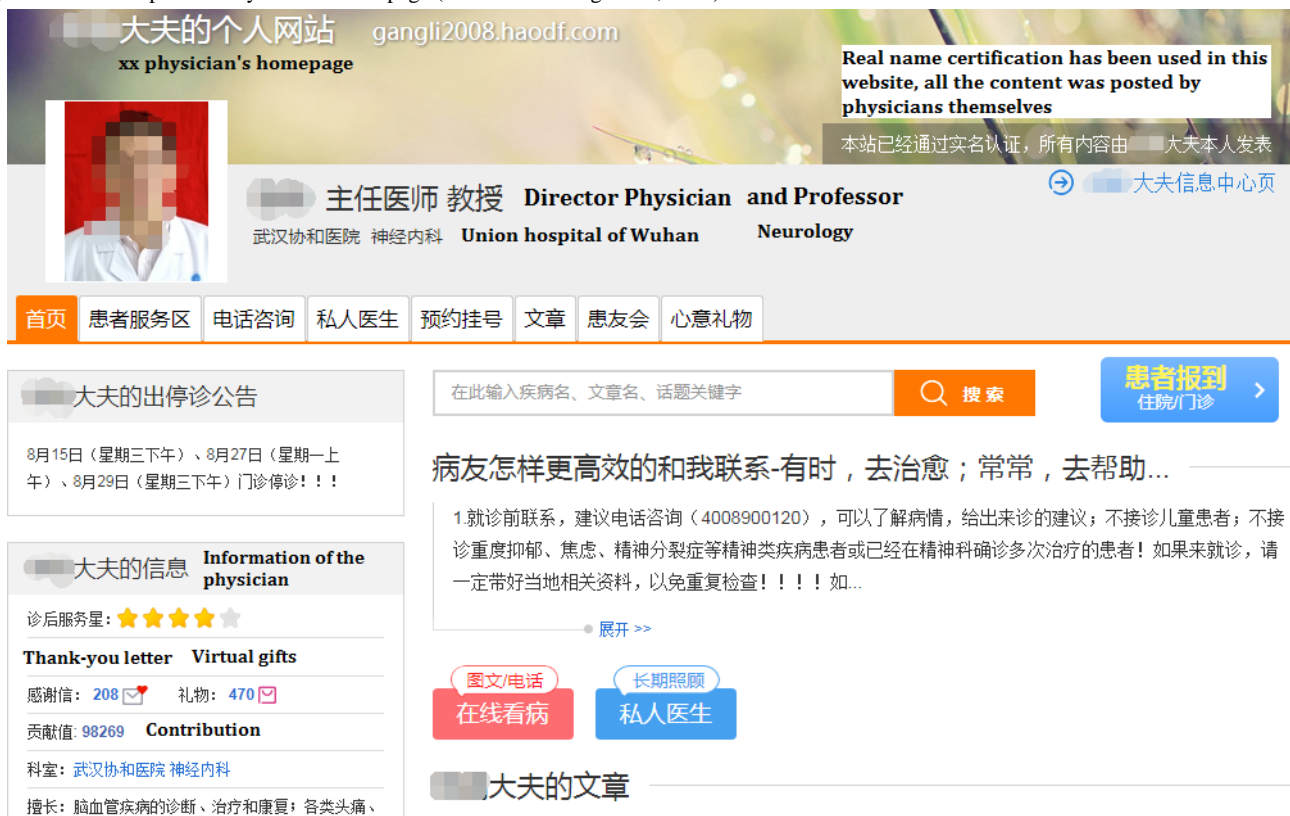 大夫的个人网站 gangli2008.haodf.com
xx physician's homepage
Real name certification has been used in this
website, all the content was posted by
physicians themselves
本站已经通过实名认证，所有内容由 大夫本人发表
大夫信息中心页
主任医师 教授 Director Physician and Professor
武汉协和医院 神经内科 Union hospital of Wuhan Neurology
首页 患者服务区 电话咨询 私人医生 预约挂号 文章 患友会 心意礼物
大夫的出停诊公告
8月15日（星期三下午）、8月27日（星期一上
午）、8月29日（星期三下午）门诊停诊！！！
大夫的信息 Information of the
physician
诊后服务星：
Thank-you letter Virtual gifts
感谢信： 208 礼物： 470
贡献值: 98269 Contribution
科室：武汉协和医院 神经内科
擅长：脑血管疾病的诊断、治疗和康复；各类头痛、
在此输入疾病名、文章名、话题关键字 搜索
患者报到
住院/门诊
病友怎样更高效的和我联系-有时，去治愈；常常，去帮助...
1.就诊前联系，建议电话咨询（4008900120），可以了解病情，给出来诊的建议；不接诊儿童患者；不接
诊重度抑郁、焦虑、精神分裂症等精神类疾病患者或已经在精神科确诊多次治疗的患者！如果来就诊，请
一定带好当地相关资料，以免重复检查！！！！如...
展开 >>
图文/电话 长期照顾
在线看病 私人医生
大夫的文章